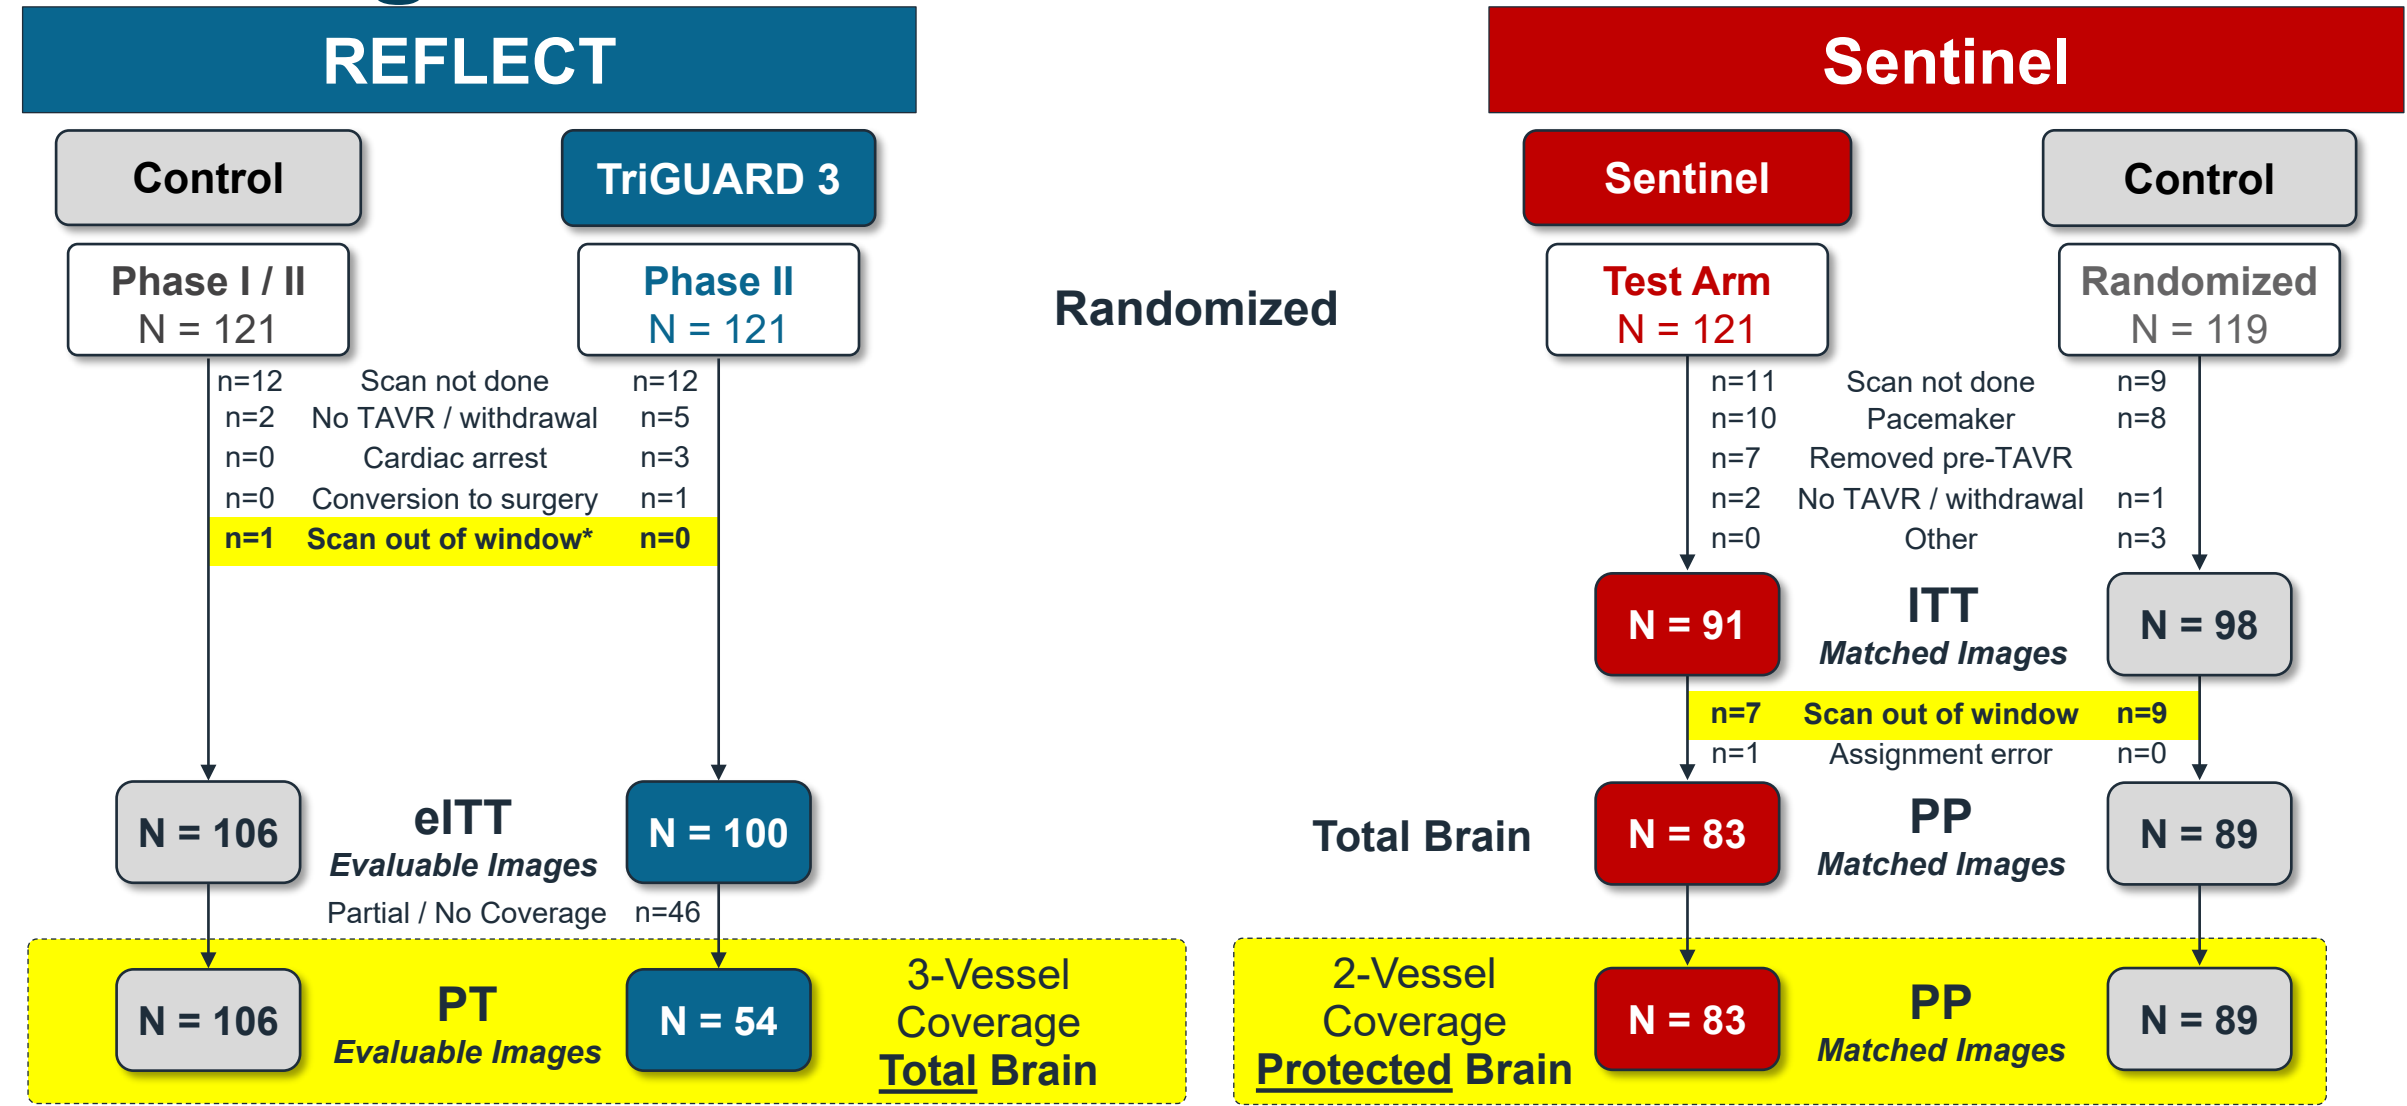 REFLECT
Control
TriGUARD 3
Phase I / II
N = 121
Phase II
N = 121
n=12 Scan not done n=12
n=2 No TAVR / withdrawal n=5
n=0 Cardiac arrest n=3
n=0 Conversion to surgery n=1
n=1 Scan out of window* n=0
N = 106
eITT
Evaluable Images
N = 100
Partial / No Coverage n=46
N = 106
PT
Evaluable Images
N = 54
3-Vessel
Coverage
Total Brain
Randomized
Total Brain
Sentinel
Sentinel
Control
Test Arm
N = 121
Randomized
N = 119
n=11 Scan not done n=9
n=10 Pacemaker n=8
n=7 Removed pre-TAVR
n=2 No TAVR / withdrawal n=1
n=0 Other n=3
N = 91
ITT
Matched Images
N = 98
n=7 Scan out of window n=9
n=1 Assignment error n=0
N = 83
PP
Matched Images
N = 89
2-Vessel
Coverage
Protected Brain
N = 83
PP
Matched Images
N = 89